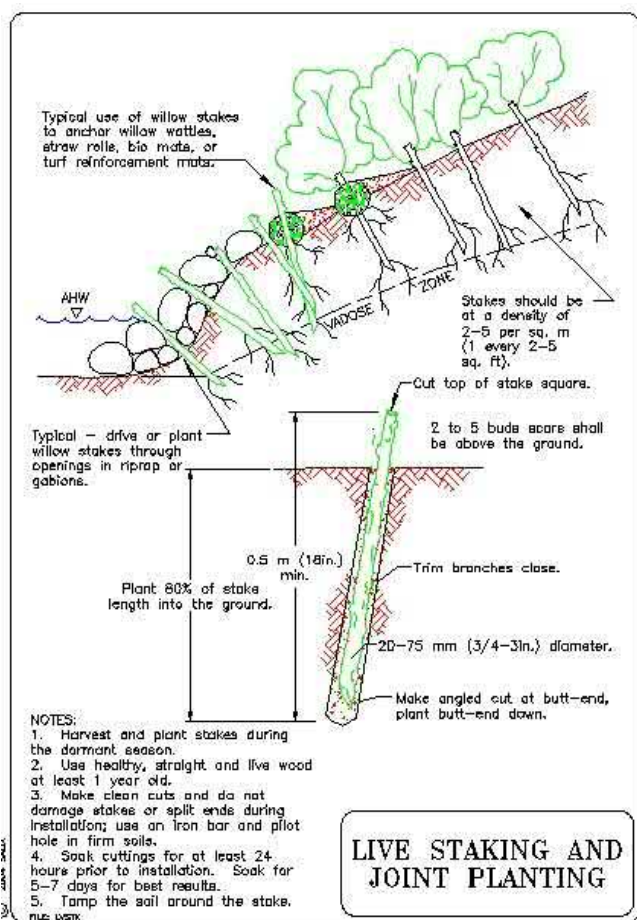 Typical use of willow stakes
to anchor willow wattles,
straw rolls, bio mats, or
turf reinforcement mats.
AHW
VADOSE ZONE
Stakes should be
at a density of
2-5 per sq. m
(1 every 2-5
sq. ft).
Typical - drive or plant
willow stakes through
openings in riprap or
gabions.
Cut top of stake square.
2 to 5 buds scars shall
be above the ground.
0.5 m (18in.)
min.
Plant 80% of stake
length into the ground.
Trim branches close.
20-75 mm (3/4-3in.) diameter.
Make angled cut at butt-end,
plant butt-end down.
NOTES:
1. Harvest and plant stakes during
the dormant season.
2. Use healthy, straight and live wood
at least 1 year old.
3. Make clean cuts and do not
damage stakes or split ends during
installation; use an iron bar and pilot
hole in firm soils.
4. Soak cuttings for at least 24
hours prior to installation. Soak for
5-7 days for best results.
5. Tamp the soil around the stake.
LIVE STAKING AND
JOINT PLANTING